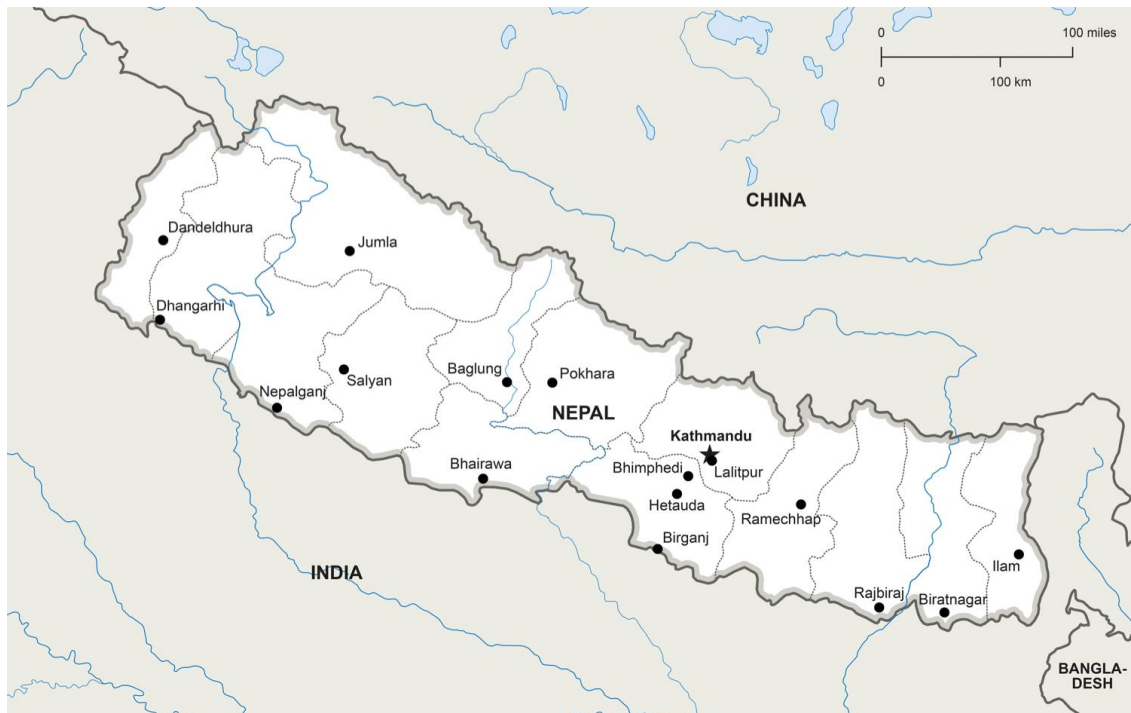 0 100 miles
0 100 km
CHINA
Dandeldhura
Jumla
Dhangarhi
Baglung
Pokhara
Salyan
Nepalganj
NEPAL
Kathmandu
Bhairawa
Bhimphedi
Lalitpur
Hetauda
Ramechhap
Birganj
INDIA
Ilam
Rajbiraj
Biratnagar
BANGLA-
DESH